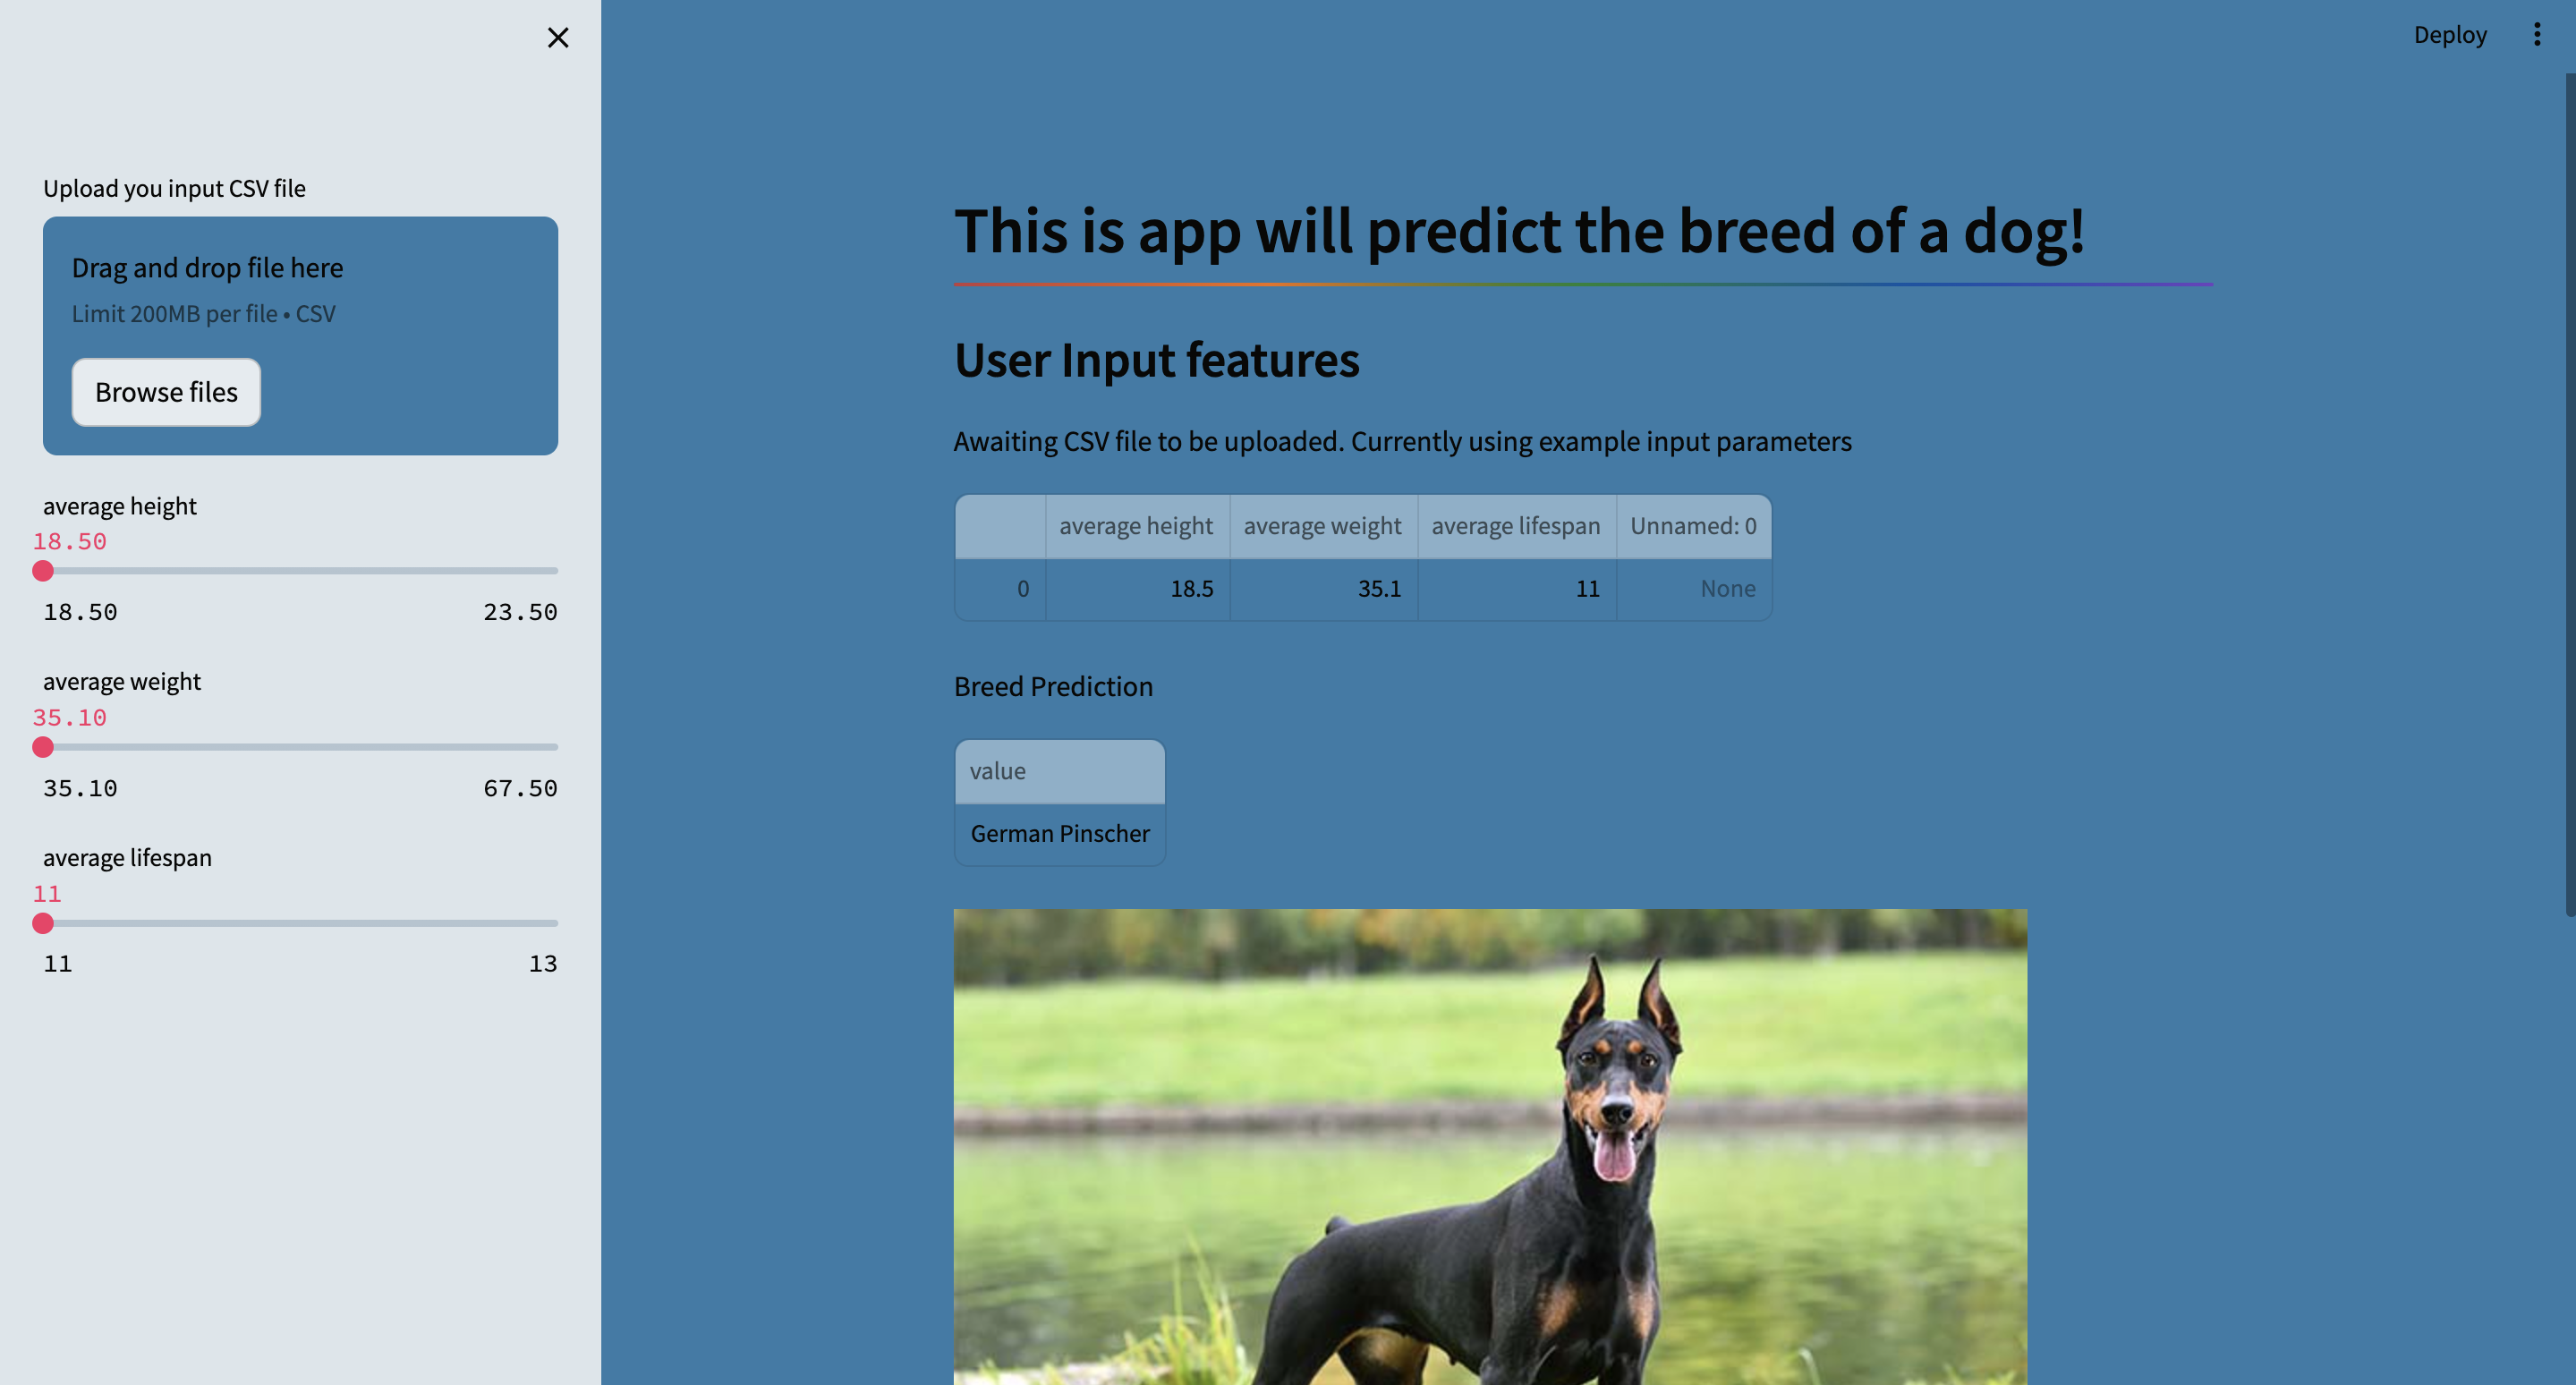 Deploy
Upload you input CSV file
Drag and drop file here
Limit 200MB per file • CSV
Browse files
average height
18.50
18.50 23.50
average weight
35.10
35.10 67.50
average lifespan
11
11 13
This is app will predict the breed of a dog!
User Input features
Awaiting CSV file to be uploaded. Currently using example input parameters
average height average weight average lifespan Unnamed: 0
0 18.5 35.1 11 None
Breed Prediction
value
German Pinscher